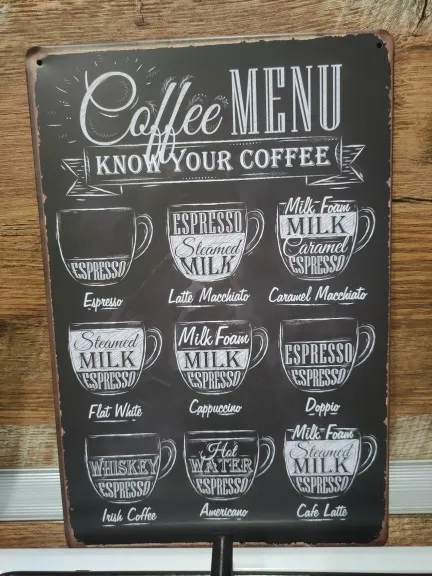 Coffee MENU
KNOW YOUR COFFEE
ESPRESSO
Espresso
ESPRESSO
Steamed
MILK
Latte Macchiato
Milk Foam
MILK
Caramel
ESPRESSO
Caramel Macchiato
Steamed
MILK
ESPRESSO
Flat White
Milk Foam
MILK
ESPRESSO
Cappuccino
ESPRESSO
ESPRESSO
Doppio
WHISKEY
ESPRESSO
Irish Coffee
Hot
WATER
ESPRESSO
Americano
Milk Foam
Steamed
MILK
ESPRESSO
Cafe Latte